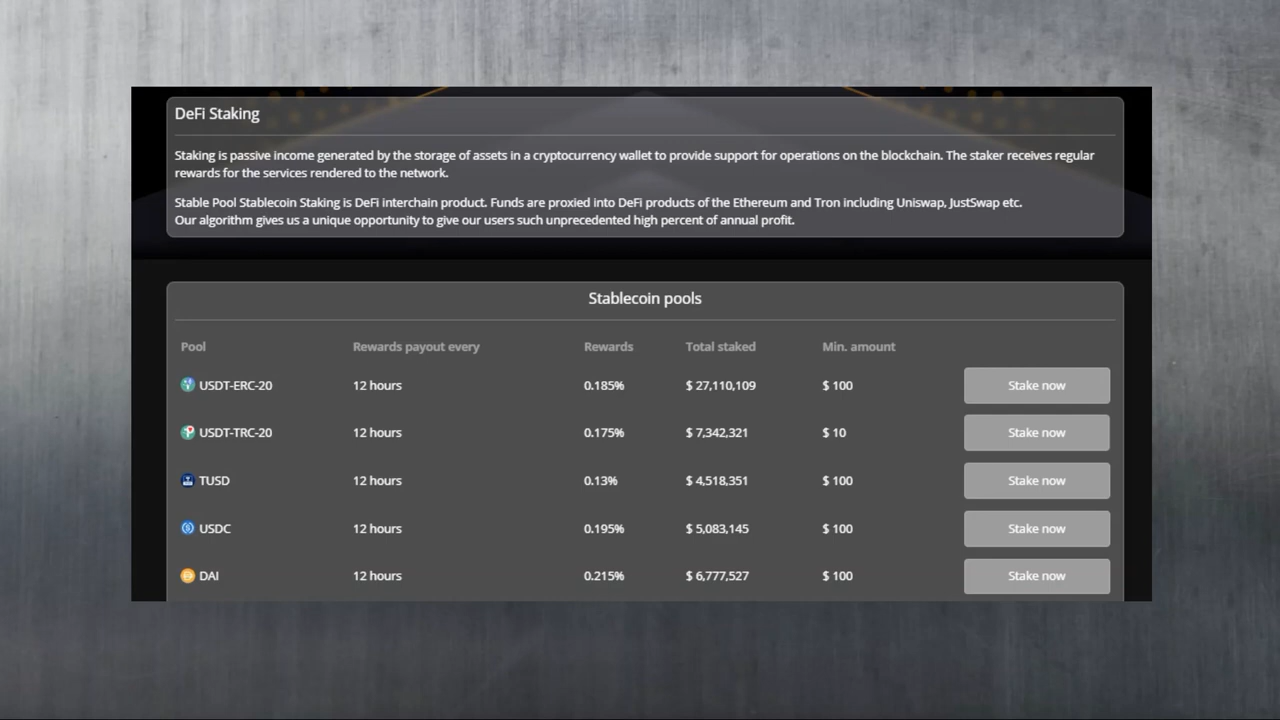 DeFi Staking
Staking is passive income generated by the storage of assets in a cryptocurrency wallet to provide support for operations on the blockchain. The staker receives regular
rewards for the services rendered to the network.
Stable Pool Stablecoin Staking is DeFi interchain product. Funds are proxied into DeFi products of the Ethereum and Tron including Uniswap, JustSwap etc.
Our algorithm gives us a unique opportunity to give our users such unprecedented high percent of annual profit.
Stablecoin pools
Pool Rewards payout every Rewards Total staked Min. amount
USDT-ERC-20 12 hours 0.185% $ 27,110,109 $ 100 Stake now
USDT-TRC-20 12 hours 0.175% $ 7,342,321 $ 10 Stake now
TUSD 12 hours 0.13% $ 4,518,351 $ 100 Stake now
USDC 12 hours 0.195% $ 5,083,145 $ 100 Stake now
DAI 12 hours 0.215% $ 6,777,527 $ 100 Stake now